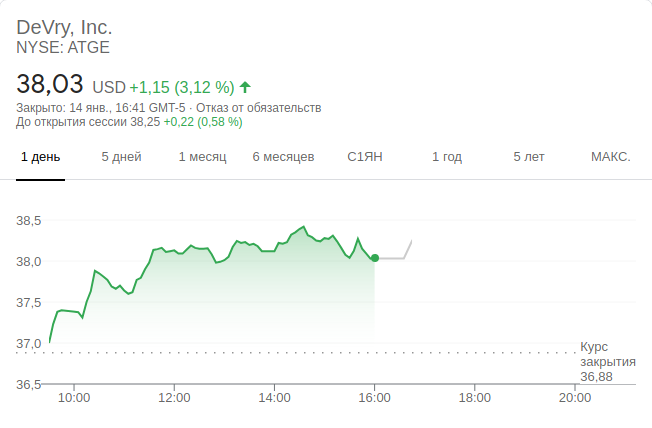 DeVry, Inc.
NYSE: ATGE
38,03 USD +1,15 (3,12 %)
Закрыто: 14 янв., 16:41 GMT-5 · Отказ от обязательств
До открытия сессии 38,25 +0,22 (0,58 %)
1 день 5 дней 1 месяц 6 месяцев С1ЯН 1 год 5 лет МАКС.
38,5
38,0
37,5
37,0
Курс
закрытия
36,88
36,5
10:00 12:00 14:00 16:00 18:00 20:00